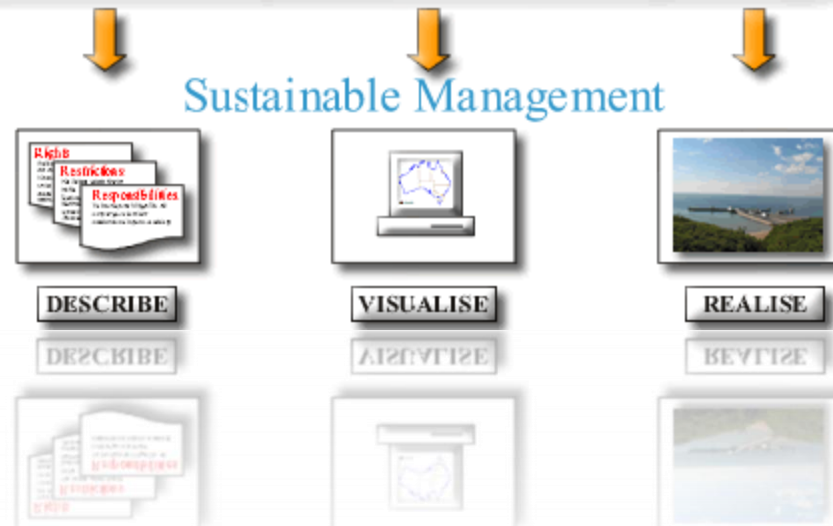 Sustainable Management
Rights
Restrictions
Responsibilities
DESCRIBE
VISUALISE
REALISE